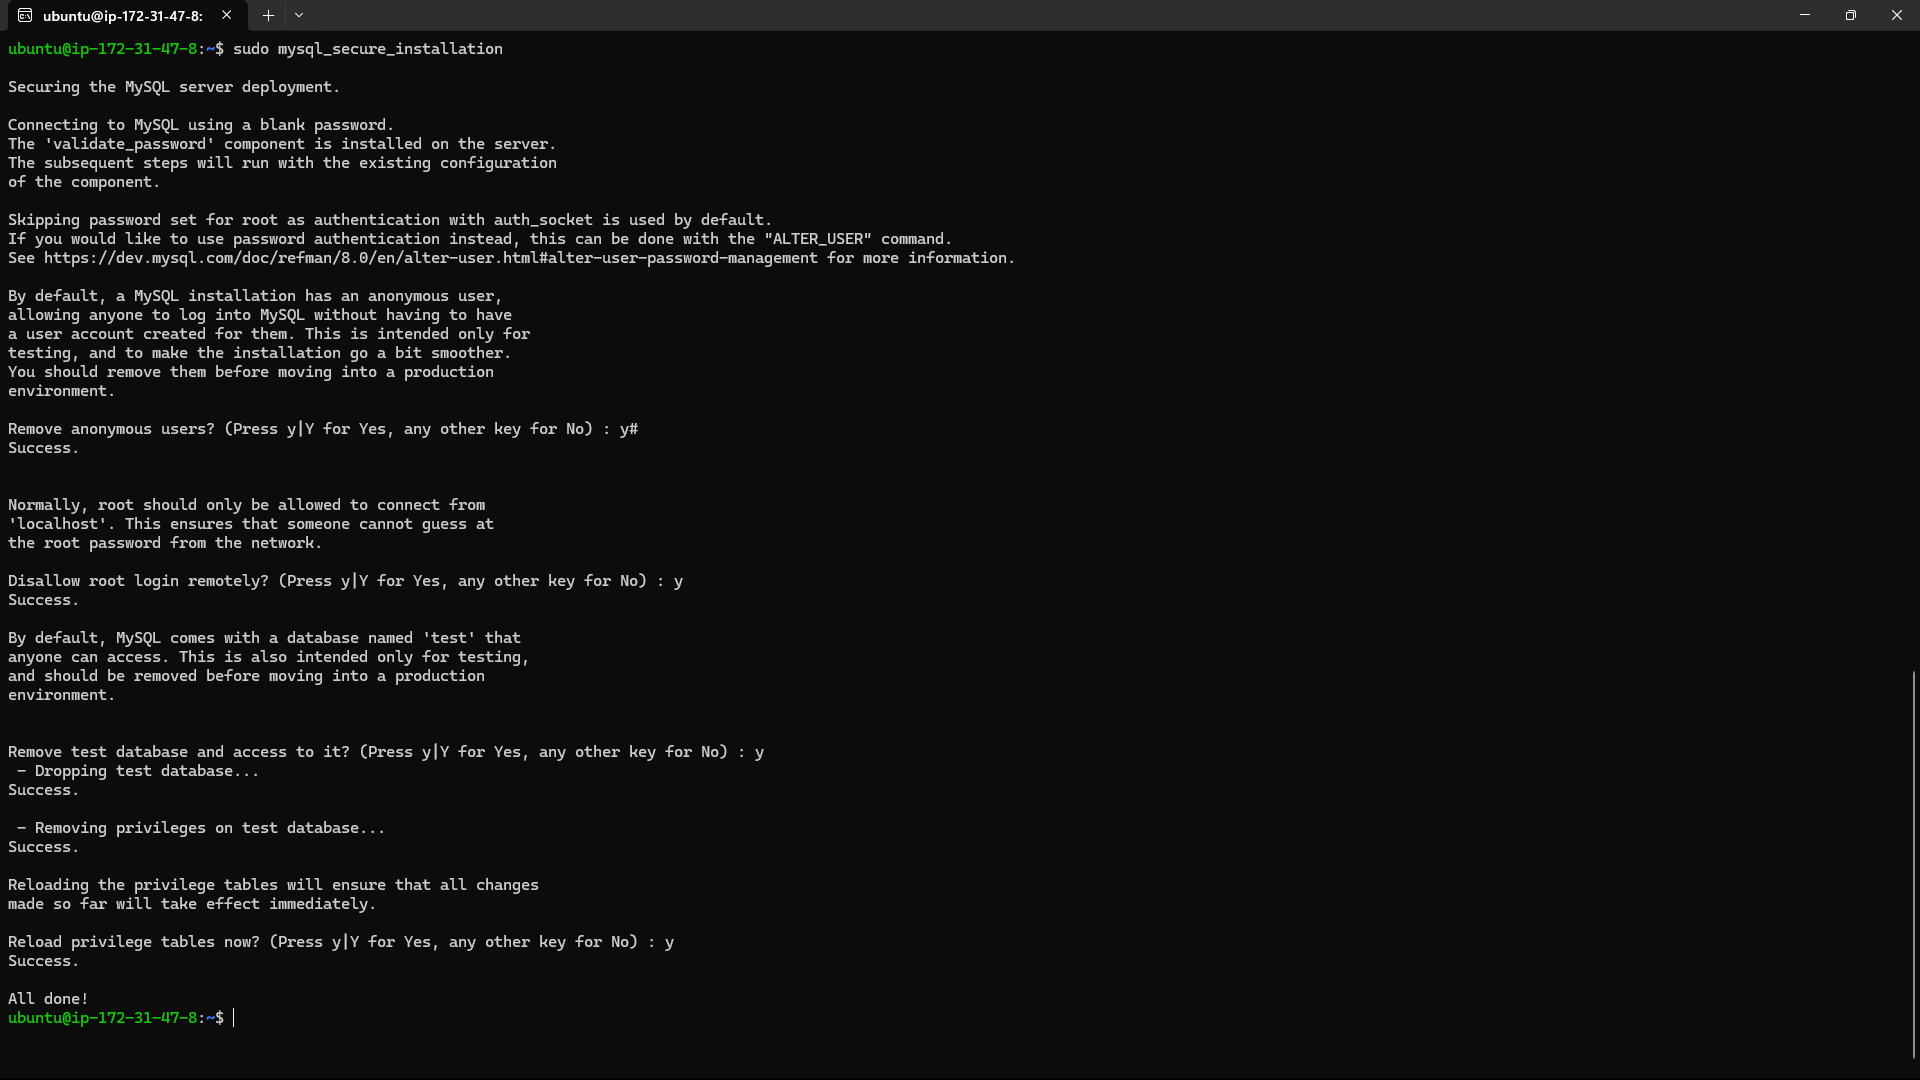 ubuntu@ip-172-31-47-8:
ubuntu@ip-172-31-47-8:~$ sudo mysql_secure_installation
Securing the MySQL server deployment.
Connecting to MySQL using a blank password.
The 'validate_password' component is installed on the server.
The subsequent steps will run with the existing configuration
of the component.
Skipping password set for root as authentication with auth_socket is used by default.
If you would like to use password authentication instead, this can be done with the "ALTER_USER" command.
See https://dev.mysql.com/doc/refman/8.0/en/alter-user.html#alter-user-password-management for more information.
By default, a MySQL installation has an anonymous user,
allowing anyone to log into MySQL without having to have
a user account created for them. This is intended only for
testing, and to make the installation go a bit smoother.
You should remove them before moving into a production
environment.
Remove anonymous users? (Press y|Y for Yes, any other key for No) : y#
Success.
Normally, root should only be allowed to connect from
'localhost'. This ensures that someone cannot guess at
the root password from the network.
Disallow root login remotely? (Press y|Y for Yes, any other key for No) : y
Success.
By default, MySQL comes with a database named 'test' that
anyone can access. This is also intended only for testing,
and should be removed before moving into a production
environment.
Remove test database and access to it? (Press y|Y for Yes, any other key for No) : y
 - Dropping test database...
Success.
 - Removing privileges on test database...
Success.
Reloading the privilege tables will ensure that all changes
made so far will take effect immediately.
Reload privilege tables now? (Press y|Y for Yes, any other key for No) : y
Success.
All done!
ubuntu@ip-172-31-47-8:~$